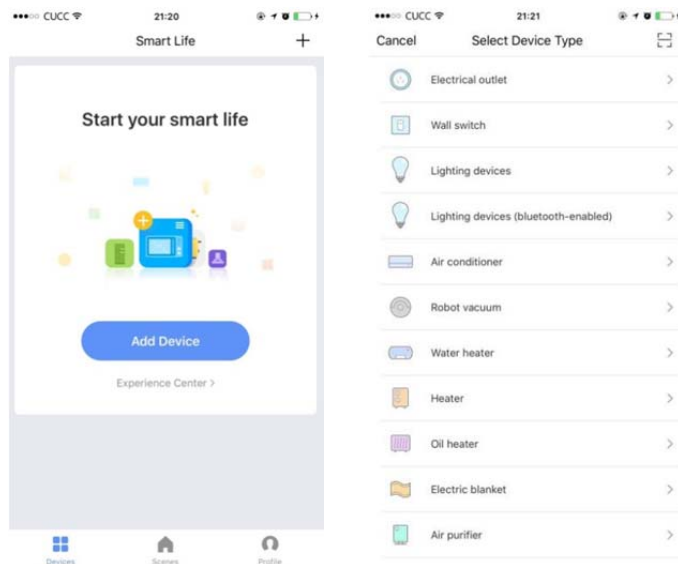 CUCC
21:20
Smart Life
+
Start your smart life
Add Device
Experience Center >
Devices
Scenes
Profile
CUCC
21:21
Cancel
Select Device Type
Electrical outlet
Wall switch
Lighting devices
Lighting devices (bluetooth-enabled)
Air conditioner
Robot vacuum
Water heater
Heater
Oil heater
Electric blanket
Air purifier